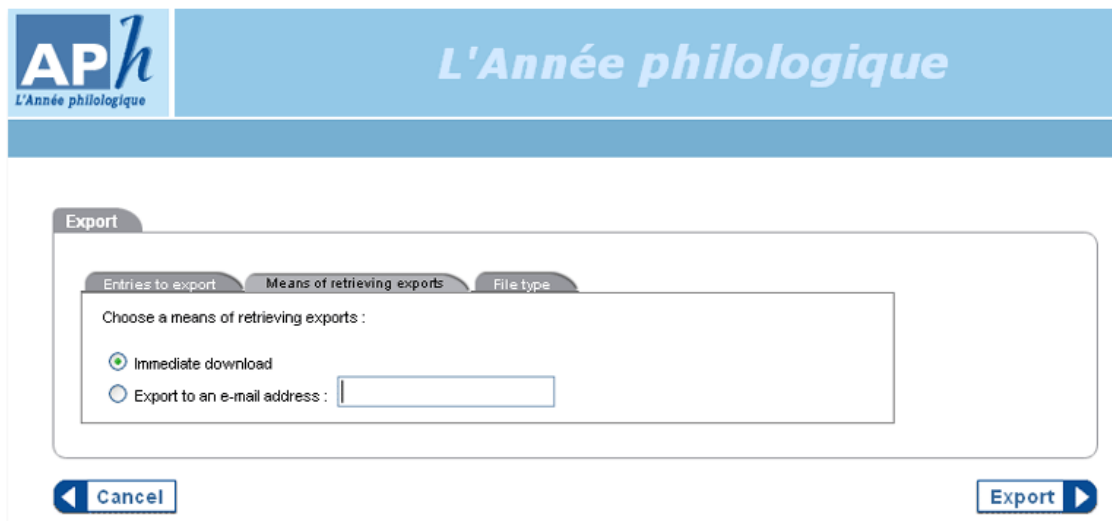 APh
L'Année philologique
L'Année philologique
Export
Entries to export
Means of retrieving exports
File type
Choose a means of retrieving exports :
Immediate download
Export to an e-mail address :
Cancel
Export